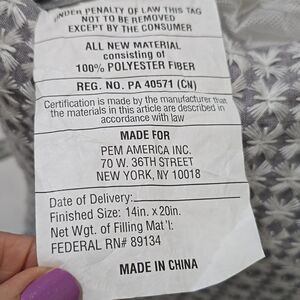 UNDER PENALTY OF LAW THIS TAG
NOT TO BE REMOVED
EXCEPT BY THE CONSUMER
ALL NEW MATERIAL
consisting of
100% POLYESTER FIBER
REG. NO. PA 40571 (CN)
Certification is made by the manufacturer that
the materials in this article are described in
accordance with law
MADE FOR
PEM AMERICA INC.
70 W. 36TH STREET
NEW YORK, NY 10018
Date of Delivery:
Finished Size: 14in. x 20in.
Net Wgt. of Filling Mat'l:
FEDERAL RN# 89134
MADE IN CHINA